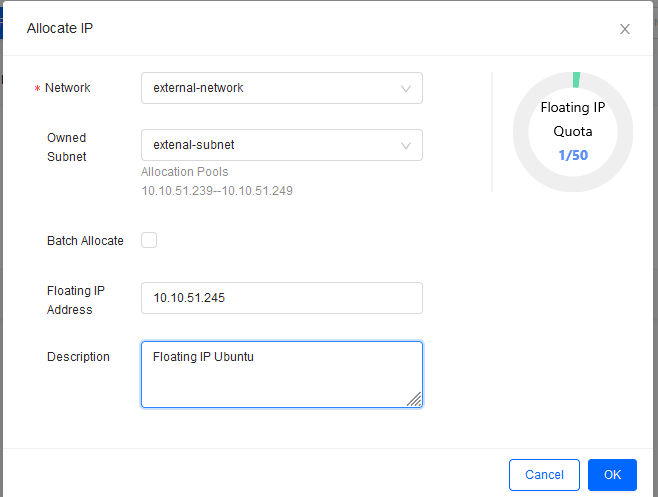 Allocate IP
* Network
external-network
Owned
Subnet
extenal-subnet
Allocation Pools
10.10.51.239--10.10.51.249
Batch Allocate
Floating IP
Address
10.10.51.245
Description
Floating IP Ubuntu
Floating IP
Quota
1/50
Cancel
OK